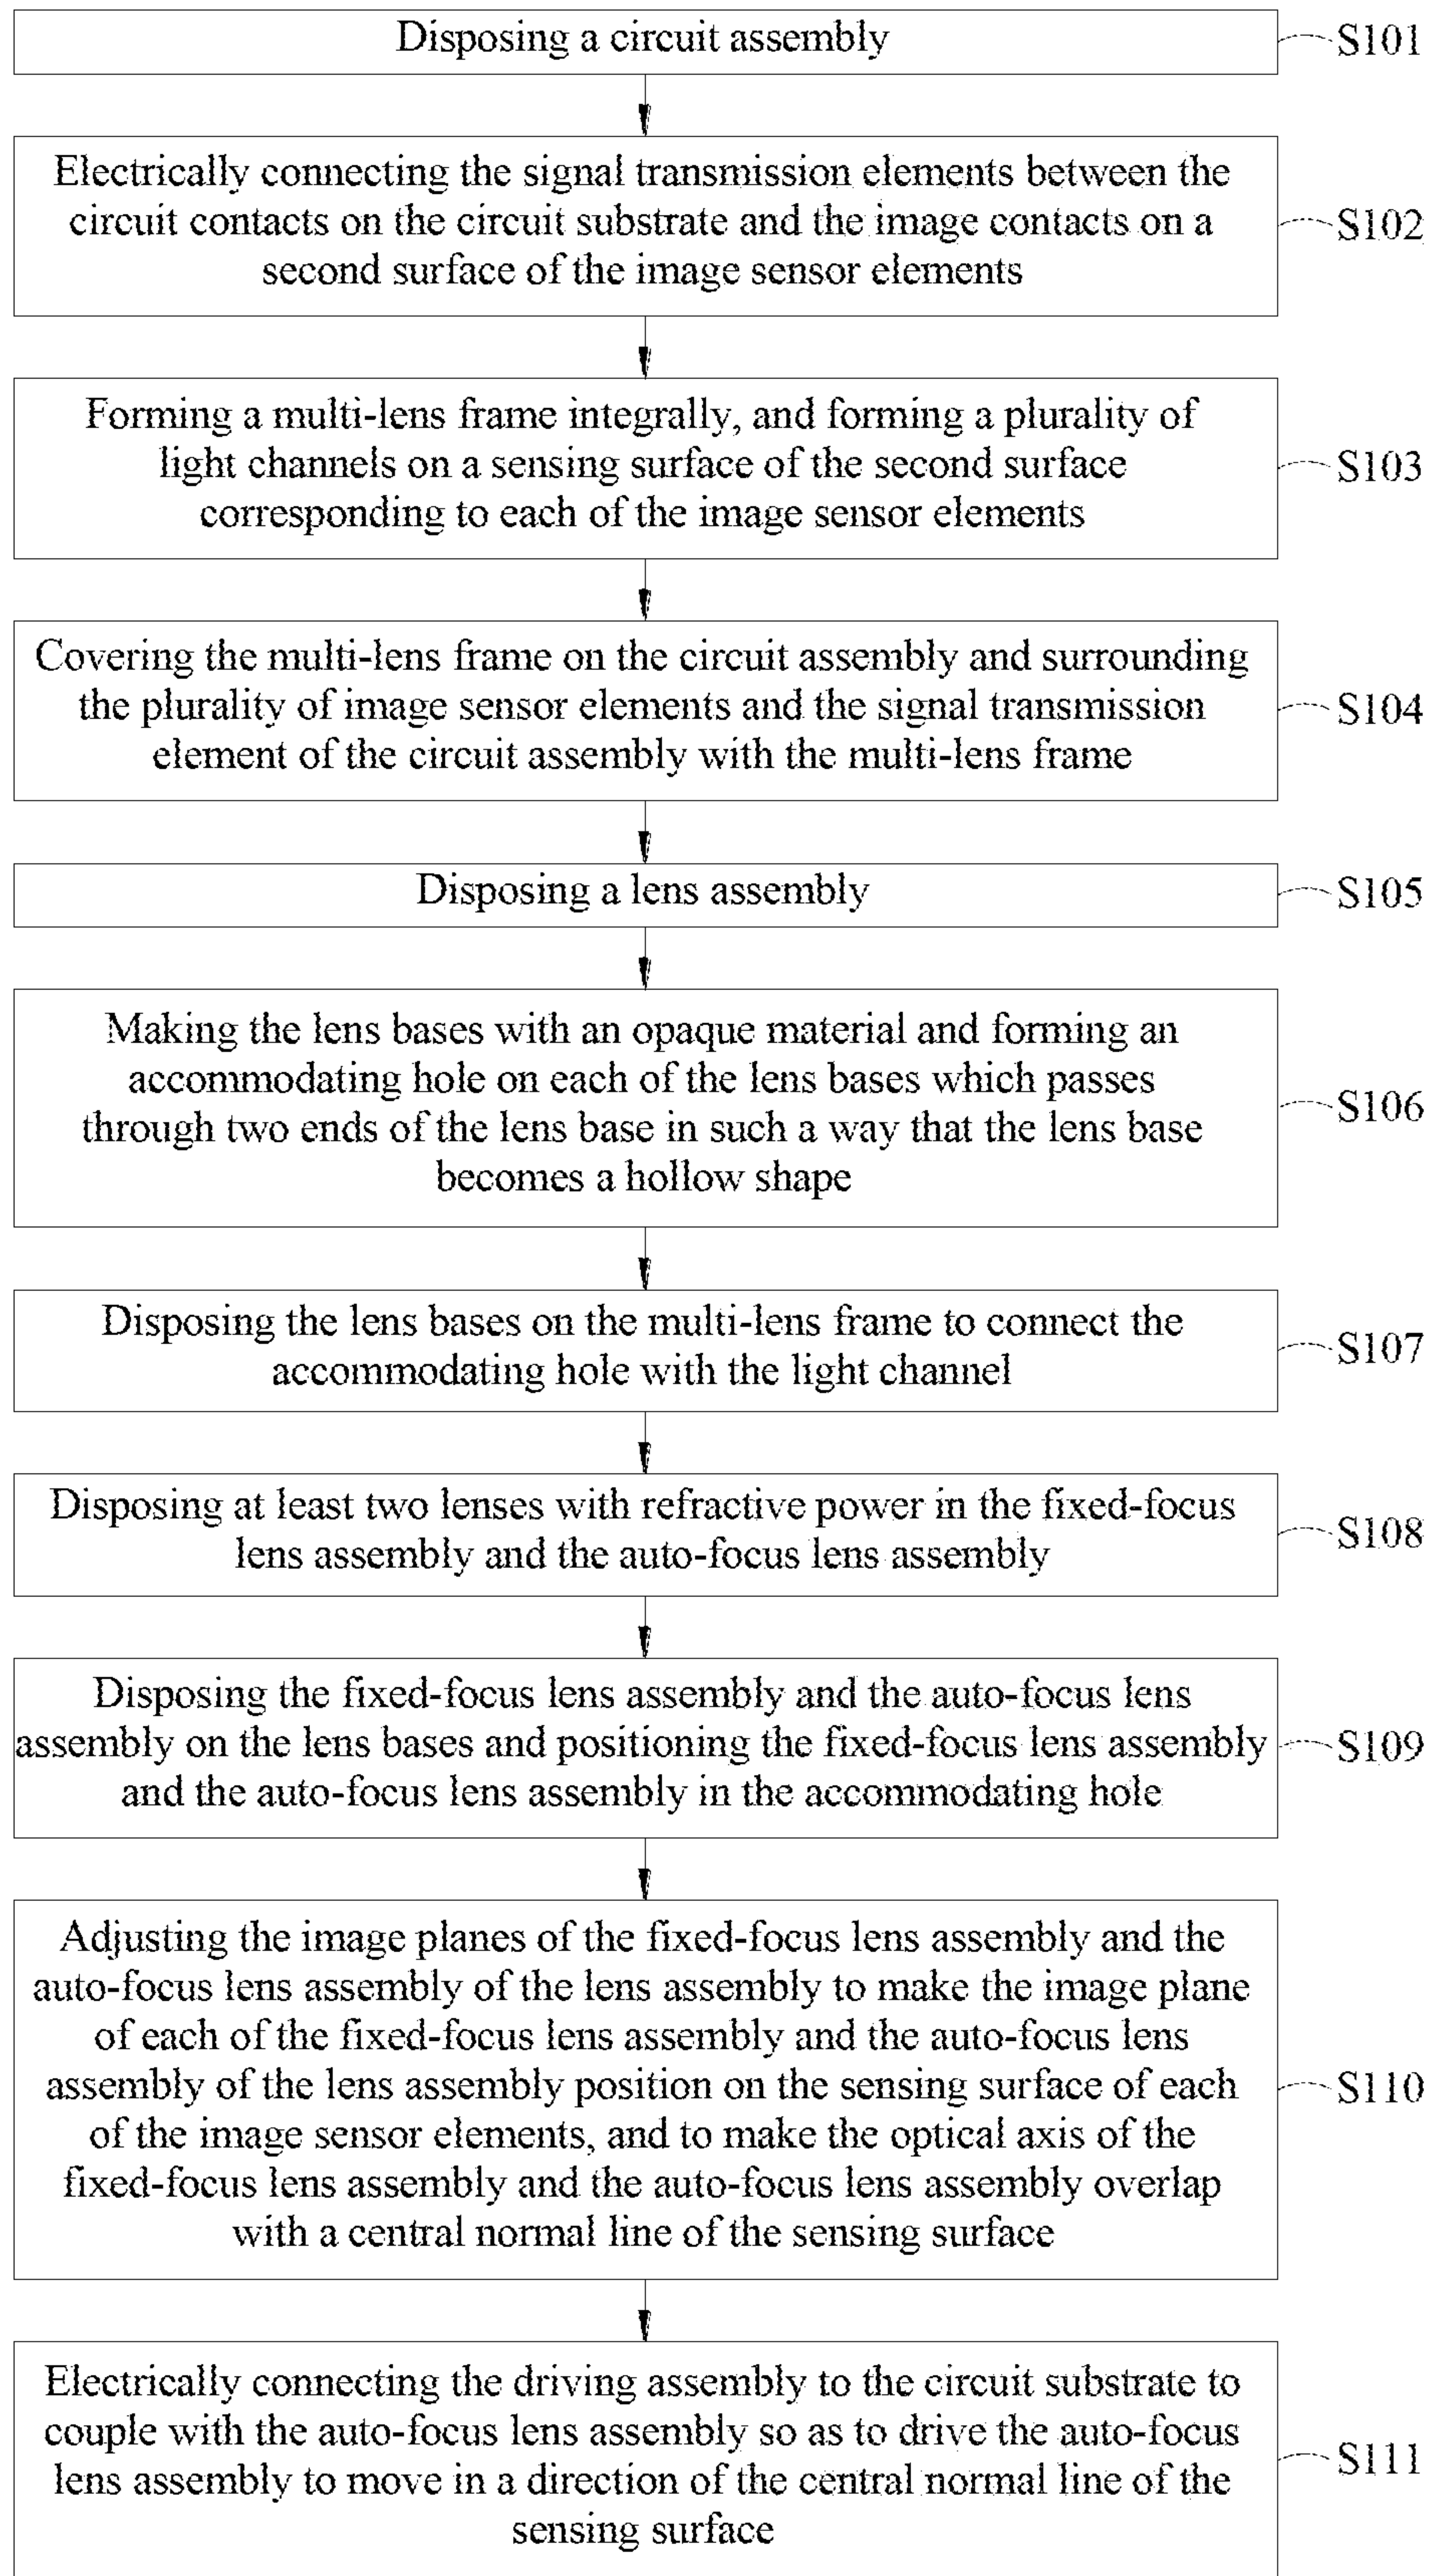 Disposing a circuit assembly
S101
Electrically connecting the signal transmission elements between the
circuit contacts on the circuit substrate and the image contacts on a
second surface of the image sensor elements
S102
Forming a multi-lens frame integrally, and forming a plurality of
light channels on a sensing surface of the second surface
corresponding to each of the image sensor elements
S103
Covering the multi-lens frame on the circuit assembly and surrounding
the plurality of image sensor elements and the signal transmission
element of the circuit assembly with the multi-lens frame
S104
Disposing a lens assembly
S105
Making the lens bases with an opaque material and forming an
accommodating hole on each of the lens bases which passes
through two ends of the lens base in such a way that the lens base
becomes a hollow shape
S106
Disposing the lens bases on the multi-lens frame to connect the
accommodating hole with the light channel
S107
Disposing at least two lenses with refractive power in the fixed-focus
lens assembly and the auto-focus lens assembly
S108
Disposing the fixed-focus lens assembly and the auto-focus lens
assembly on the lens bases and positioning the fixed-focus lens assembly
and the auto-focus lens assembly in the accommodating hole
S109
Adjusting the image planes of the fixed-focus lens assembly and the
auto-focus lens assembly of the lens assembly to make the image plane
of each of the fixed-focus lens assembly and the auto-focus lens
assembly of the lens assembly position on the sensing surface of each
of the image sensor elements, and to make the optical axis of the
fixed-focus lens assembly and the auto-focus lens assembly overlap
with a central normal line of the sensing surface
S110
Electrically connecting the driving assembly to the circuit substrate to
couple with the auto-focus lens assembly so as to drive the auto-focus
lens assembly to move in a direction of the central normal line of the
sensing surface
S111